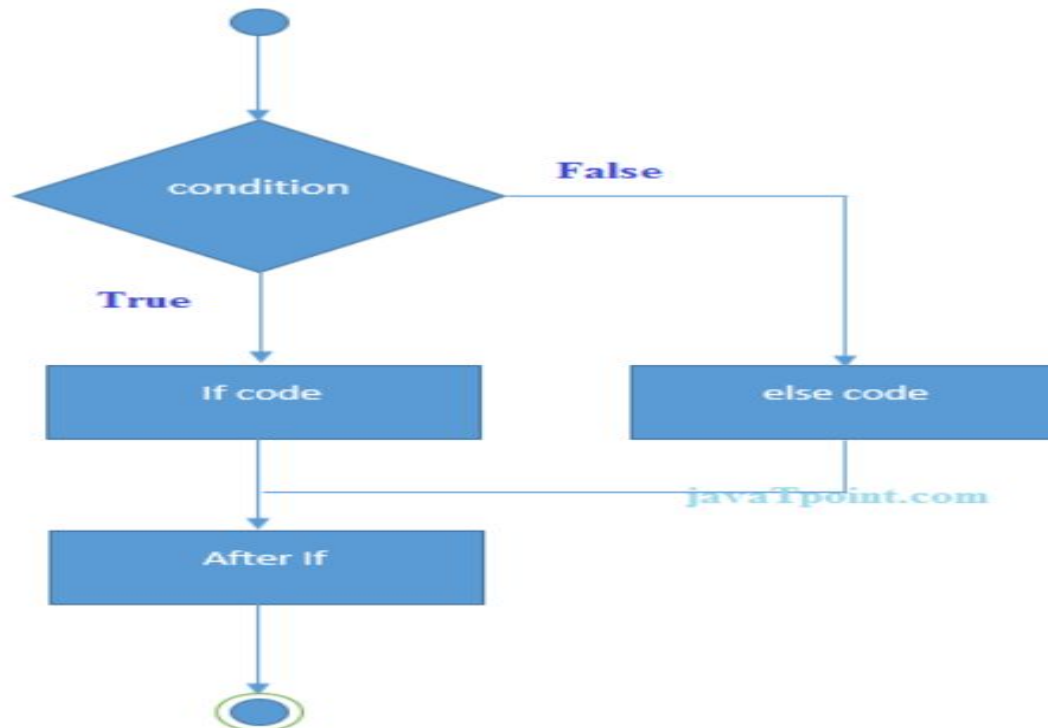 condition
False
True
If code
else code
javaTpoint.com
After If